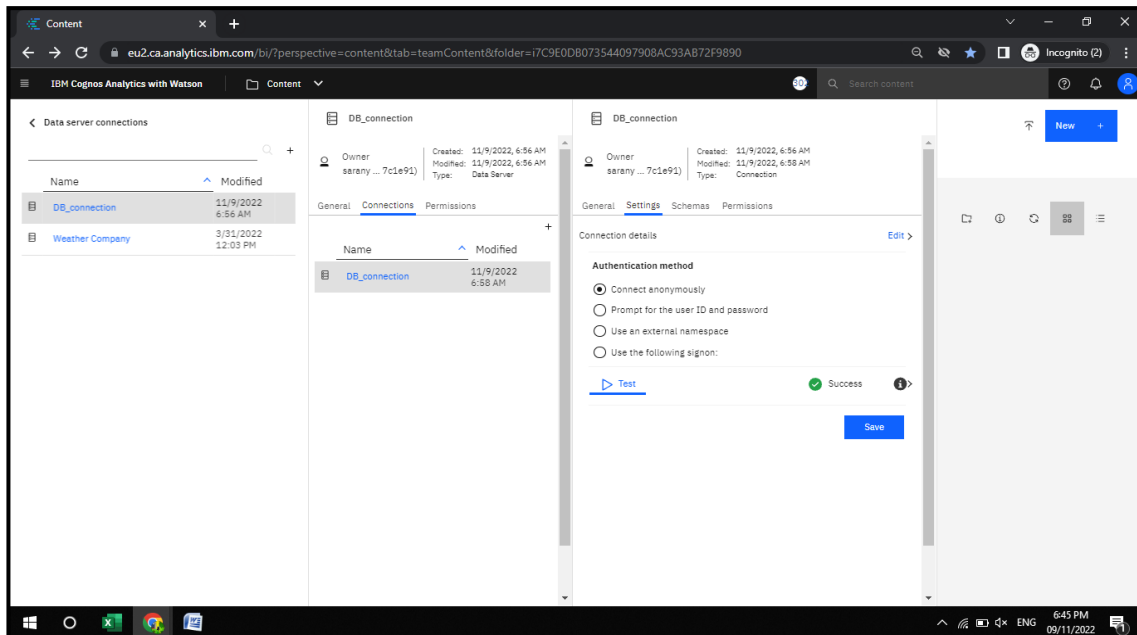 Content
eu2.ca.analytics.ibm.com/bi/?perspective=content&tab=teamContent&folder=i7C9E0DB073544097908AC93AB72F9890
Incognito (2)
IBM Cognos Analytics with Watson
Content
302
Search content
Data server connections
Name
Modified
DB_connection
11/9/2022
6:56 AM
Weather Company
3/31/2022
12:03 PM
DB_connection
Owner
sarany ... 7c1e91)
Created: 11/9/2022, 6:56 AM
Modified: 11/9/2022, 6:56 AM
Type: Data Server
General Connections Permissions
Name
Modified
DB_connection
11/9/2022
6:58 AM
DB_connection
Owner
sarany ... 7c1e91)
Created: 11/9/2022, 6:56 AM
Modified: 11/9/2022, 6:58 AM
Type: Connection
General Settings Schemas Permissions
Connection details
Edit
Authentication method
Connect anonymously
Prompt for the user ID and password
Use an external namespace
Use the following signon:
Test
Success
Save
New +
ENG
6:45 PM
09/11/2022
1